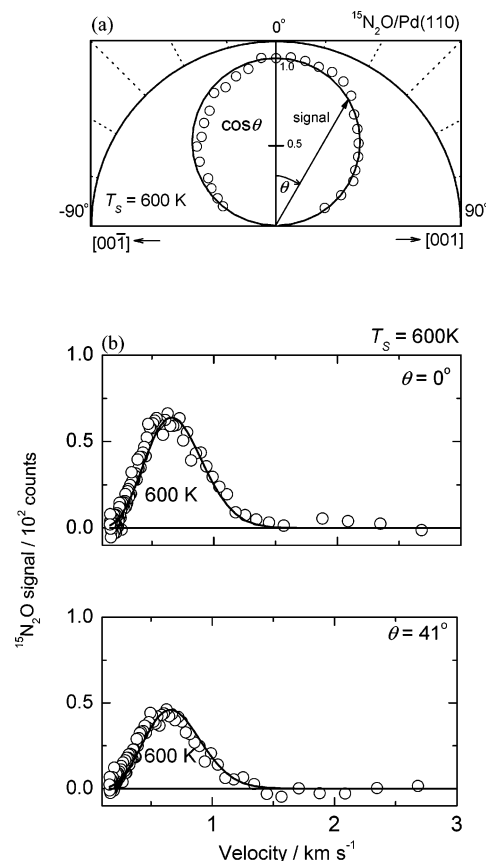 (a)
0°
¹⁵N₂O/Pd(110)
1.0
cosθ
signal
0.5
θ
T_S = 600 K
-90°
90°
[001̄] ←
→ [001]
(b)
T_S = 600K
1.0
θ = 0°
0.5
600 K
0.0
¹⁵N₂O signal / 10² counts
1.0
θ = 41°
0.5
600 K
0.0
0 1 2 3
Velocity / km s⁻¹